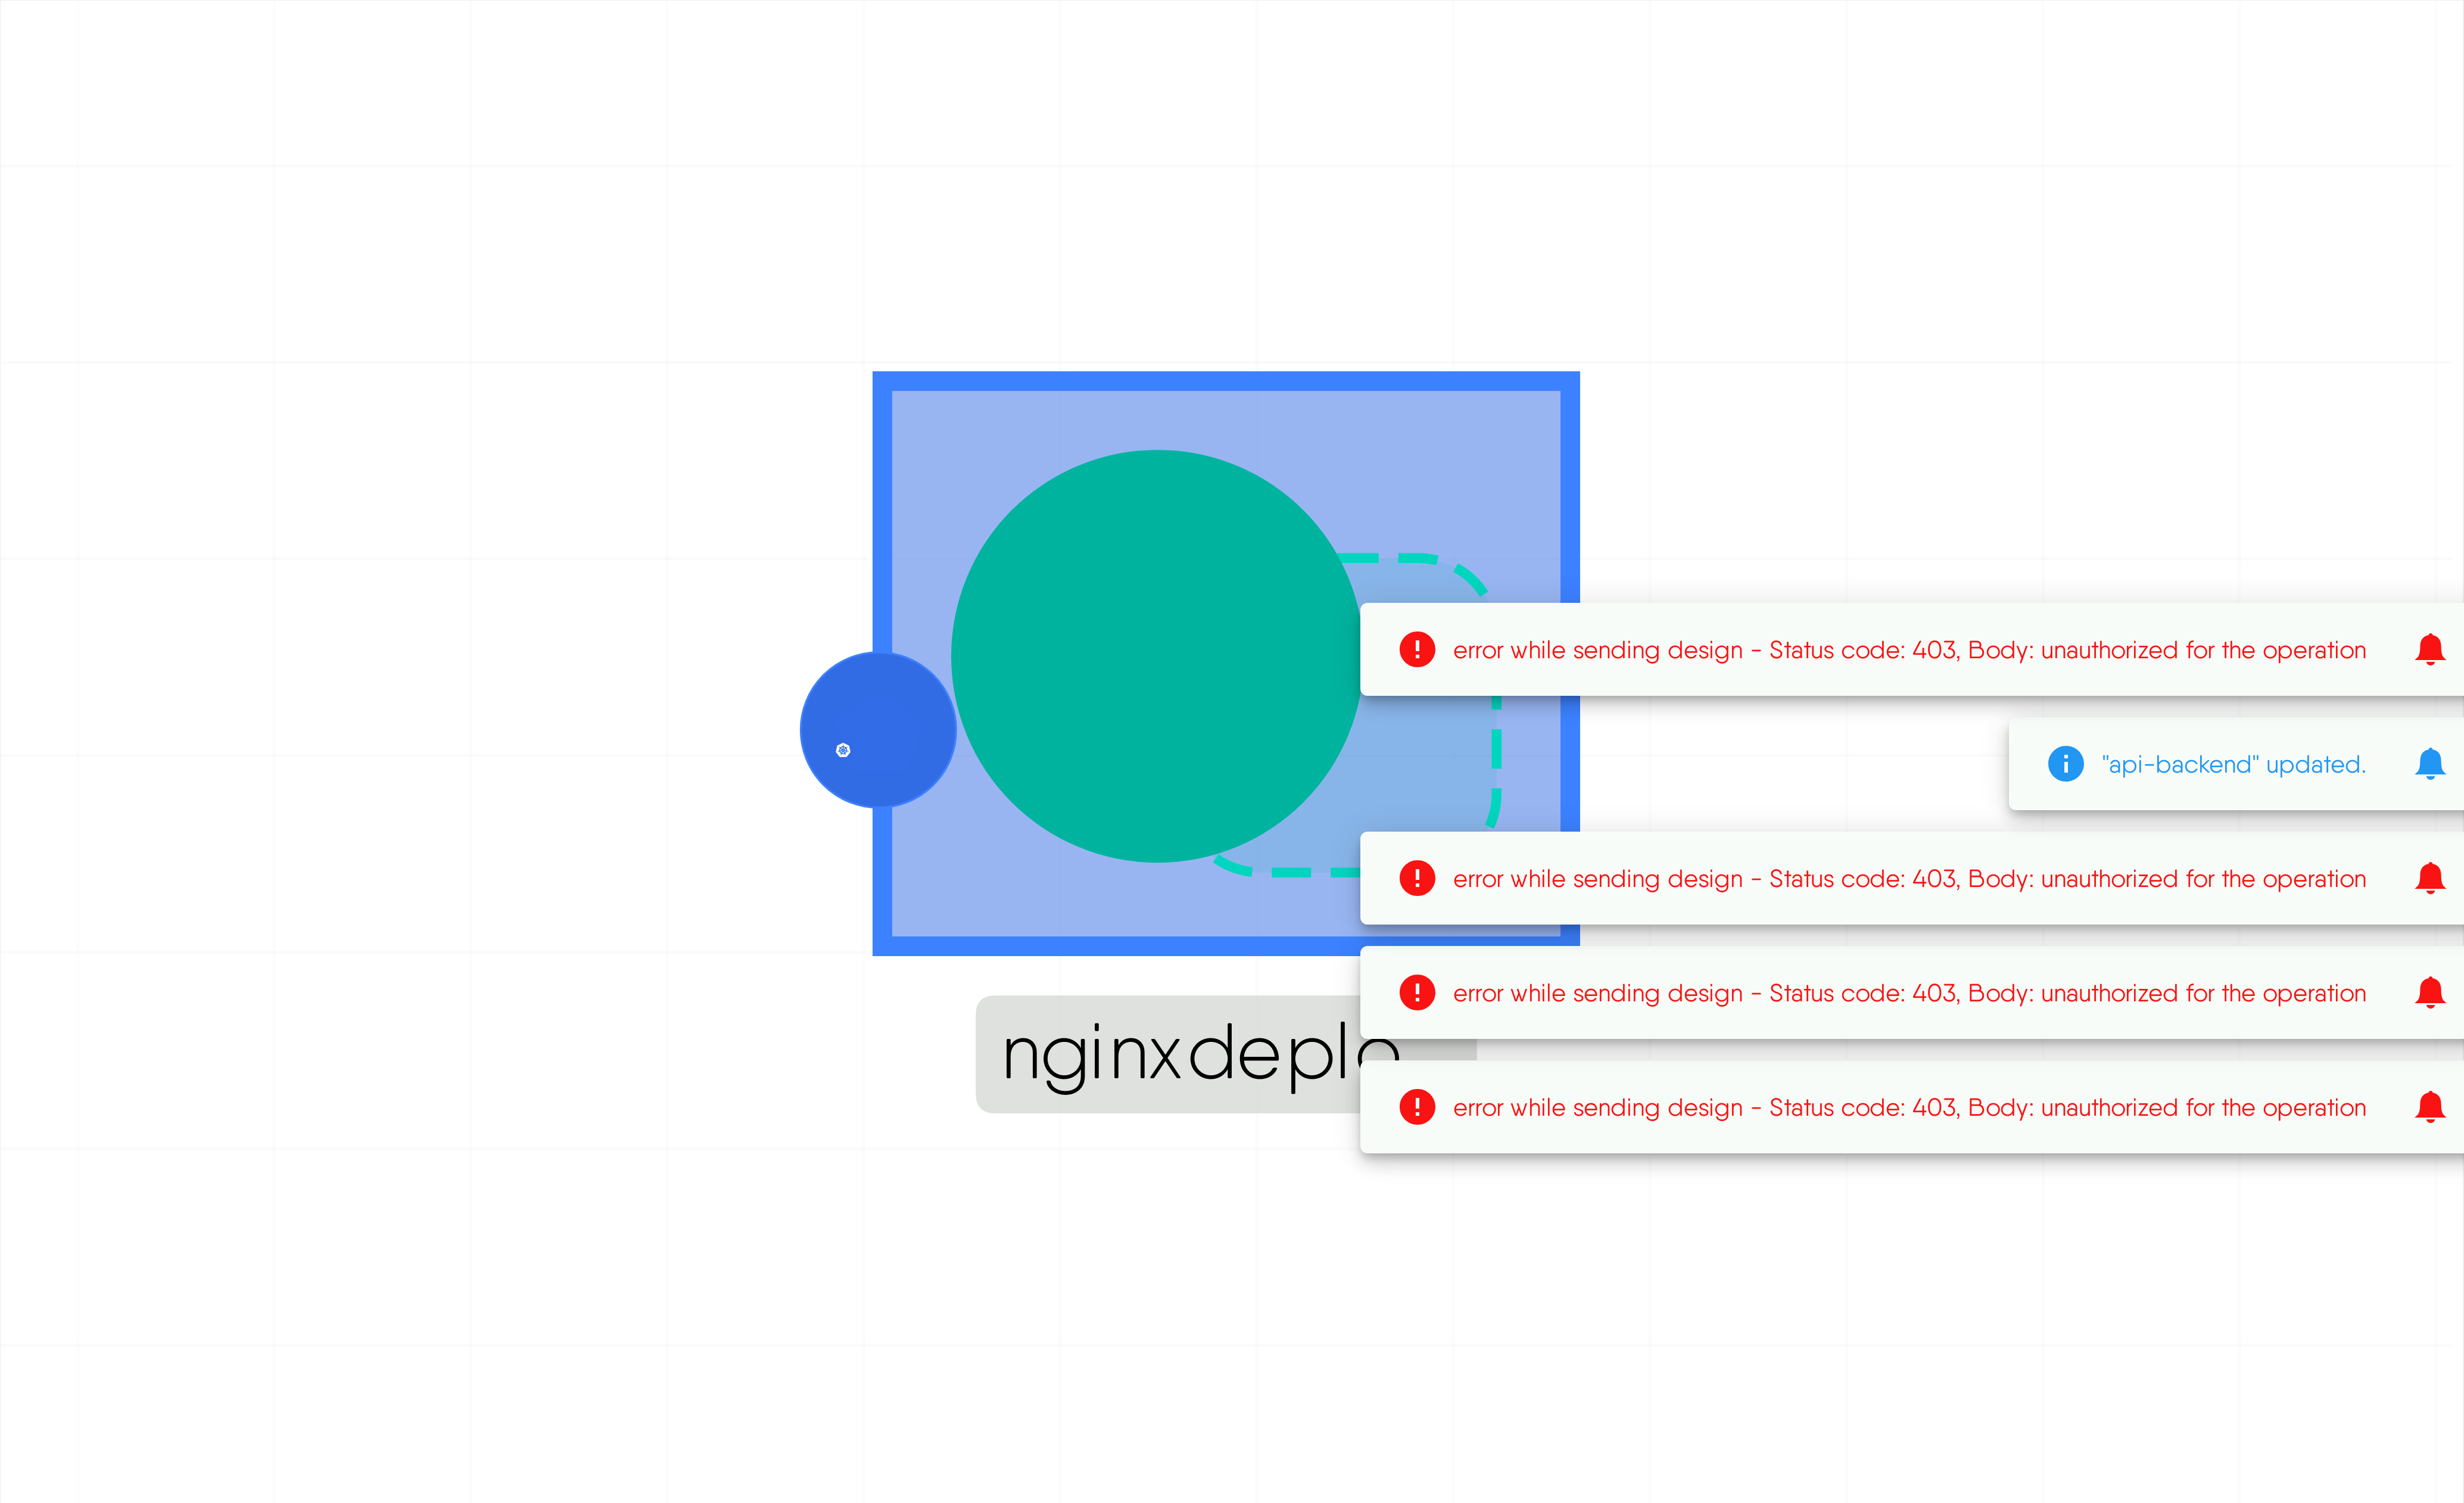 error while sending design - Status code: 403, Body: unauthorized for the operation
"api-backend" updated.
error while sending design - Status code: 403, Body: unauthorized for the operation
error while sending design - Status code: 403, Body: unauthorized for the operation
nginxdeplo
error while sending design - Status code: 403, Body: unauthorized for the operation